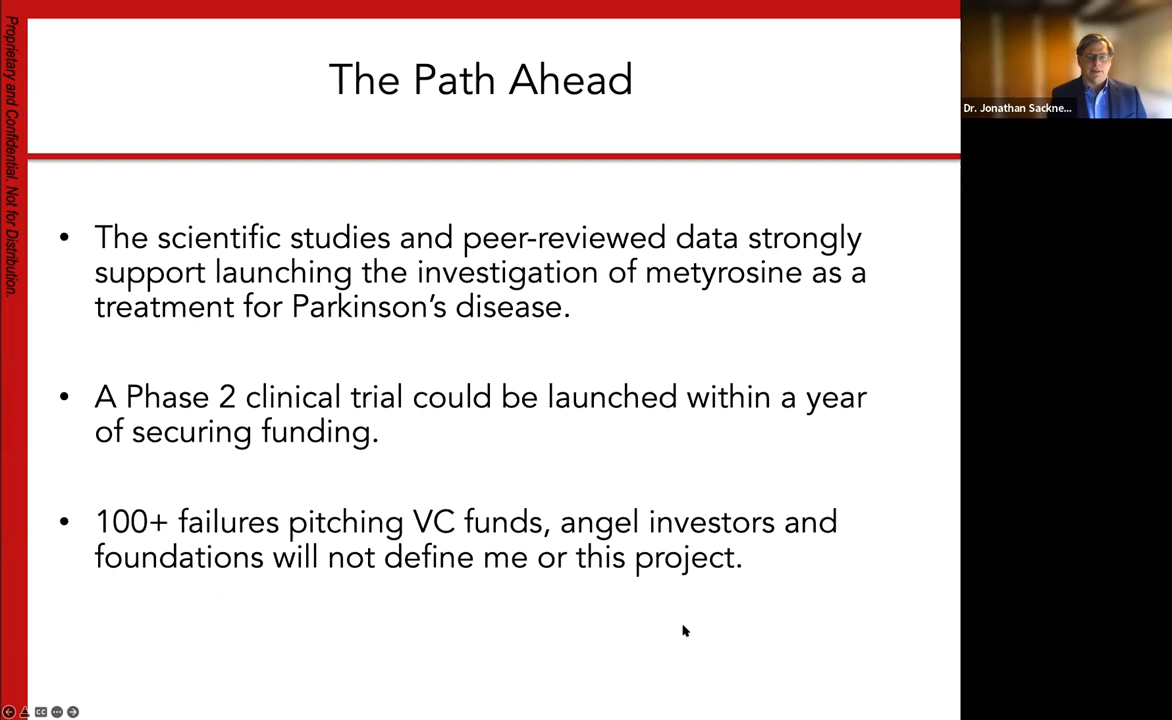 Proprietary and Confidential. Not for Distribution.
The Path Ahead
• The scientific studies and peer-reviewed data strongly
support launching the investigation of metyrosine as a
treatment for Parkinson’s disease.
• A Phase 2 clinical trial could be launched within a year
of securing funding.
• 100+ failures pitching VC funds, angel investors and
foundations will not define me or this project.
Dr. Jonathan Sackne...
CC